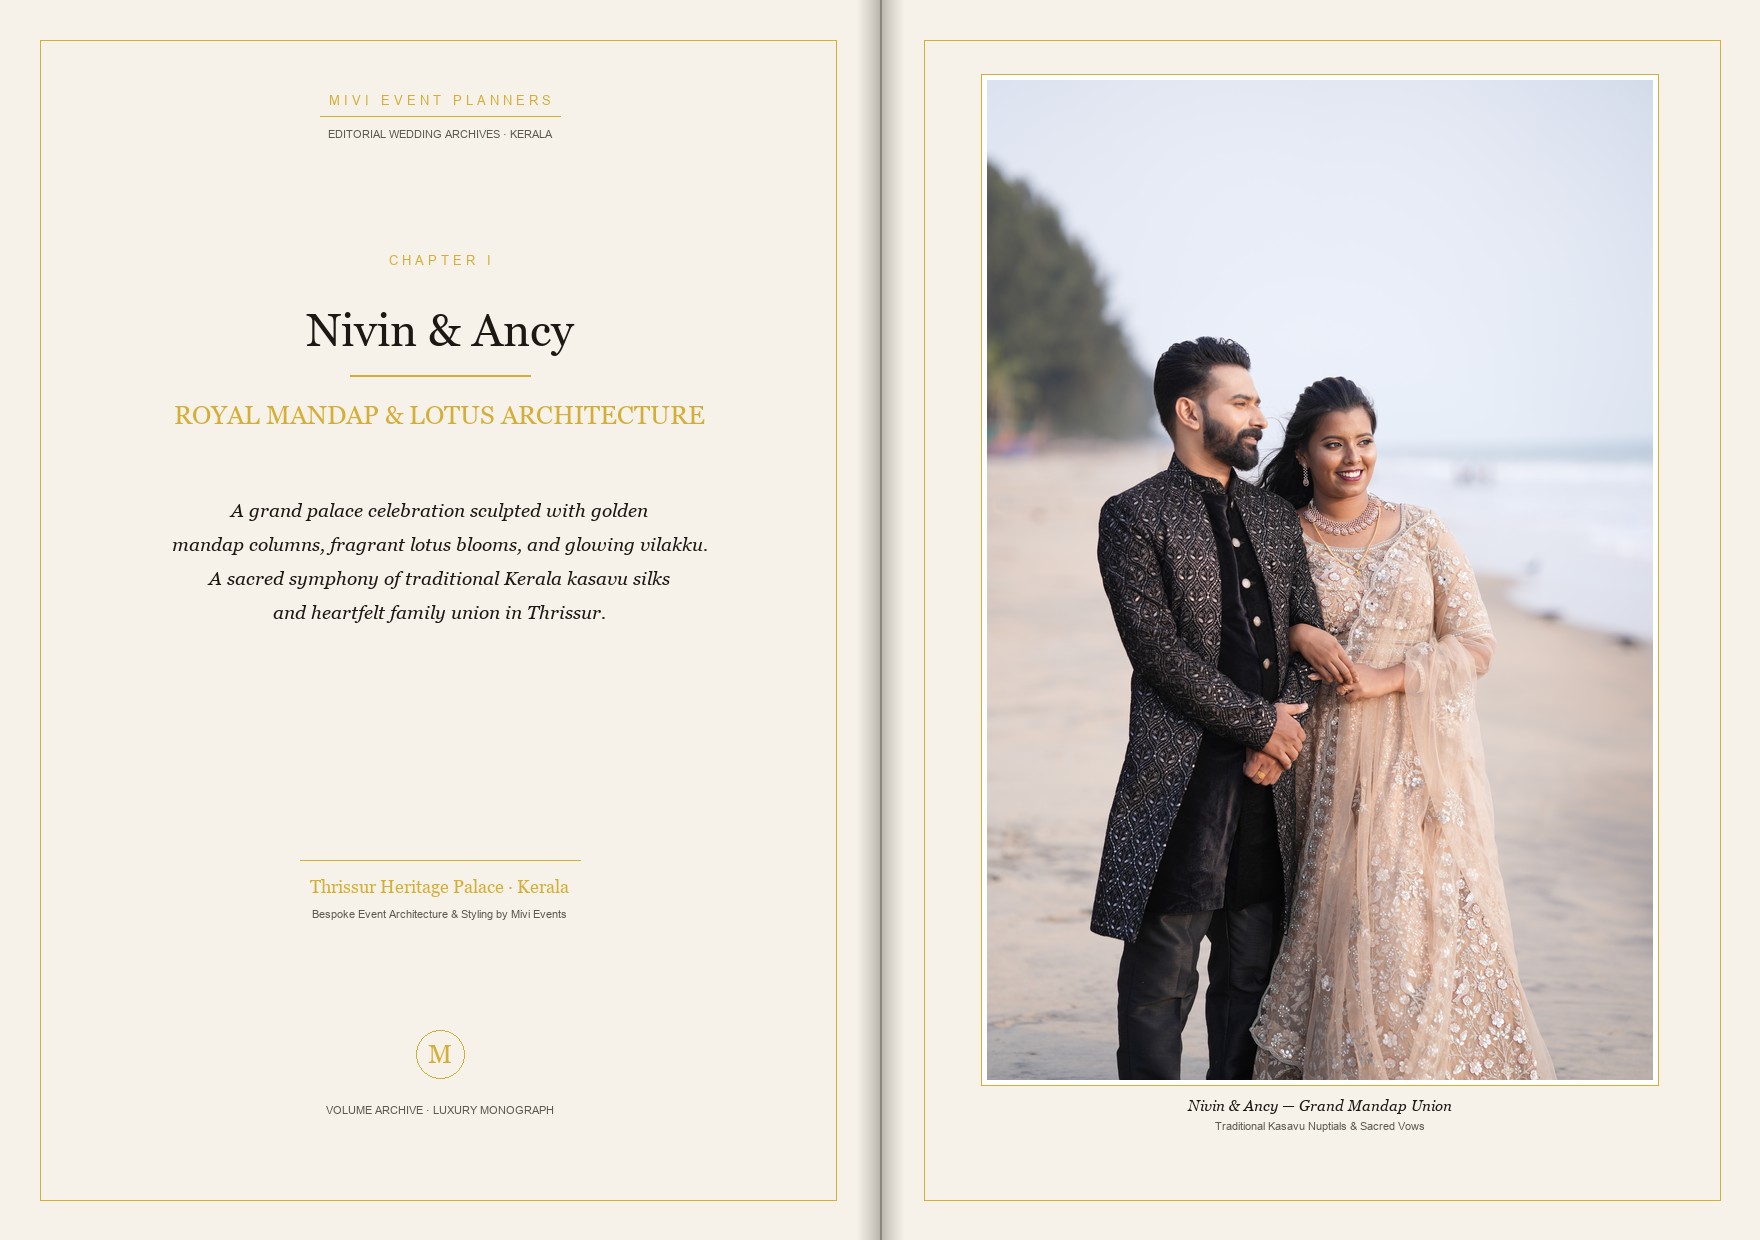 MIVI EVENT PLANNERS
EDITORIAL WEDDING ARCHIVES · KERALA
CHAPTER I
Nivin & Ancy
ROYAL MANDAP & LOTUS ARCHITECTURE
A grand palace celebration sculpted with golden
mandap columns, fragrant lotus blooms, and glowing vilakku.
A sacred symphony of traditional Kerala kasavu silks
and heartfelt family union in Thrissur.
Thrissur Heritage Palace · Kerala
Bespoke Event Architecture & Styling by Mivi Events
M
VOLUME ARCHIVE · LUXURY MONOGRAPH
Nivin & Ancy — Grand Mandap Union
Traditional Kasavu Nuptials & Sacred Vows